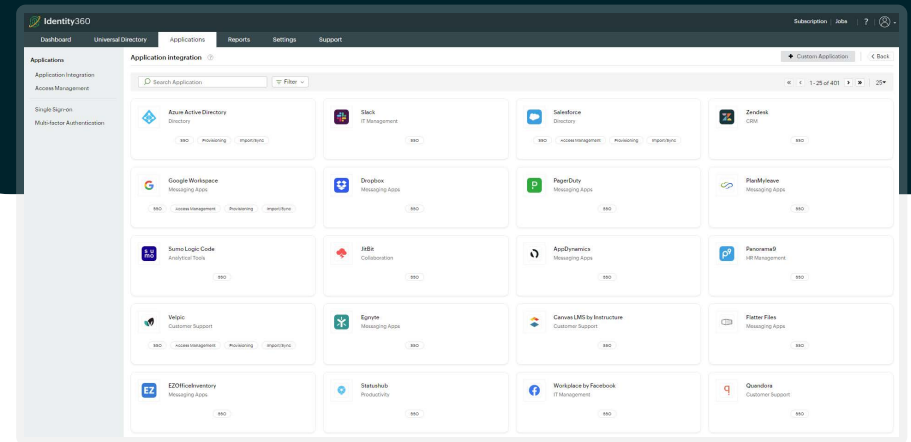 Identity360
Subscription Jobs ?
Dashboard Universal Directory Applications Reports Settings Support
Applications
Application Integration
Access Management
Single Sign-on
Multi-factor Authentication
Application integration ?
+ Custom Application
< Back
Search Application
Filter
« < 1-25 of 401 > » 25
Azure Active Directory
Directory
SSO Provisioning Import/Sync
Slack
IT Management
SSO
Salesforce
Directory
SSO Access Management Provisioning Import/Sync
Zendesk
CRM
SSO
Google Workspace
Messaging Apps
SSO Access Management Provisioning Import/Sync
Dropbox
Messaging Apps
SSO
P
PagerDuty
Messaging Apps
SSO
PlanMyleave
Messaging Apps
SSO
su
mo
Sumo Logic Code
Analytical Tools
SSO
JitBit
Collaboration
SSO
AppDynamics
Messaging Apps
SSO
p9
Panorama9
HR Management
SSO
Velpic
Customer Support
SSO Access Management Provisioning Import/Sync
Egnyte
Messaging Apps
SSO
Canvas LMS by Instructure
Customer Support
SSO
Flatter Files
Messaging Apps
SSO
EZ
EZOfficeInventory
Messaging Apps
SSO
Statushub
Productivity
SSO
Workplace by Facebook
IT Management
SSO
q
Quandora
Customer Support
SSO